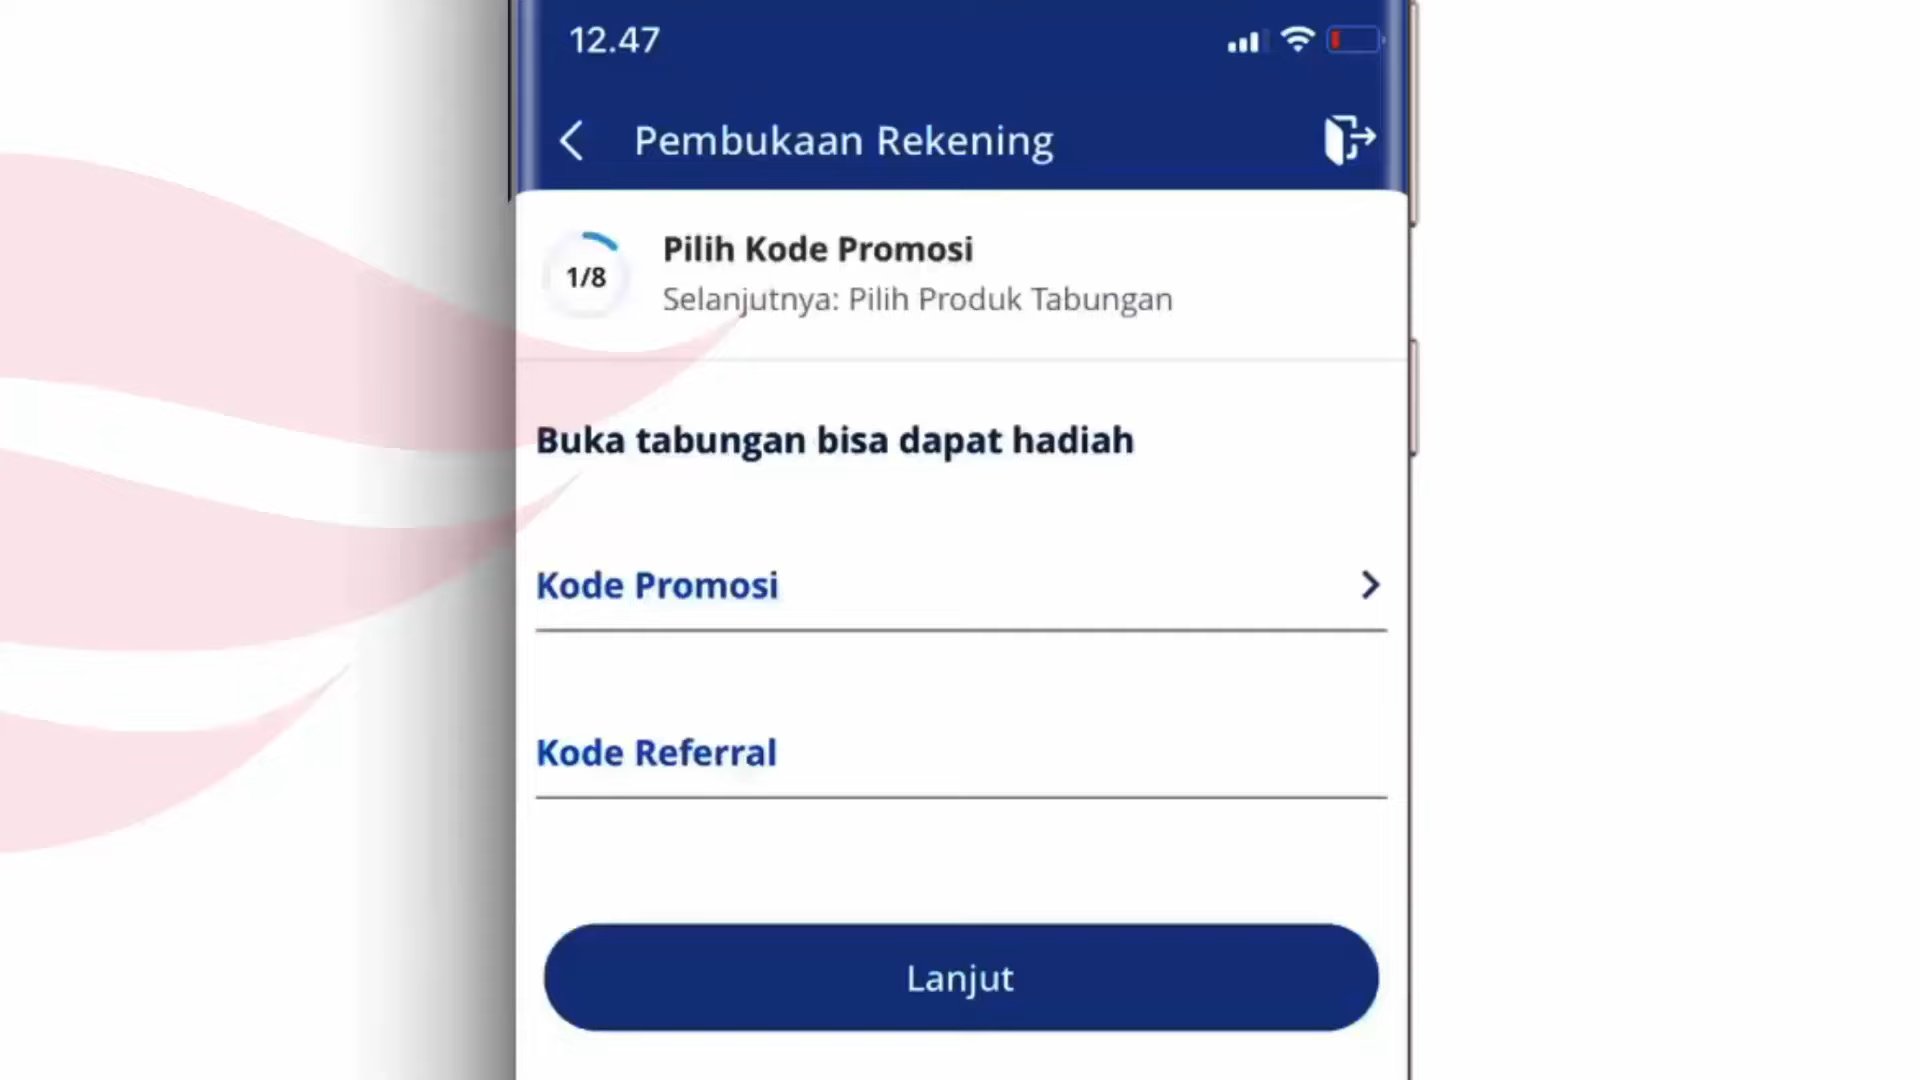 12.47
Pembukaan Rekening
1/8
Pilih Kode Promosi
Selanjutnya: Pilih Produk Tabungan
Buka tabungan bisa dapat hadiah
Kode Promosi
Kode Referral
Lanjut